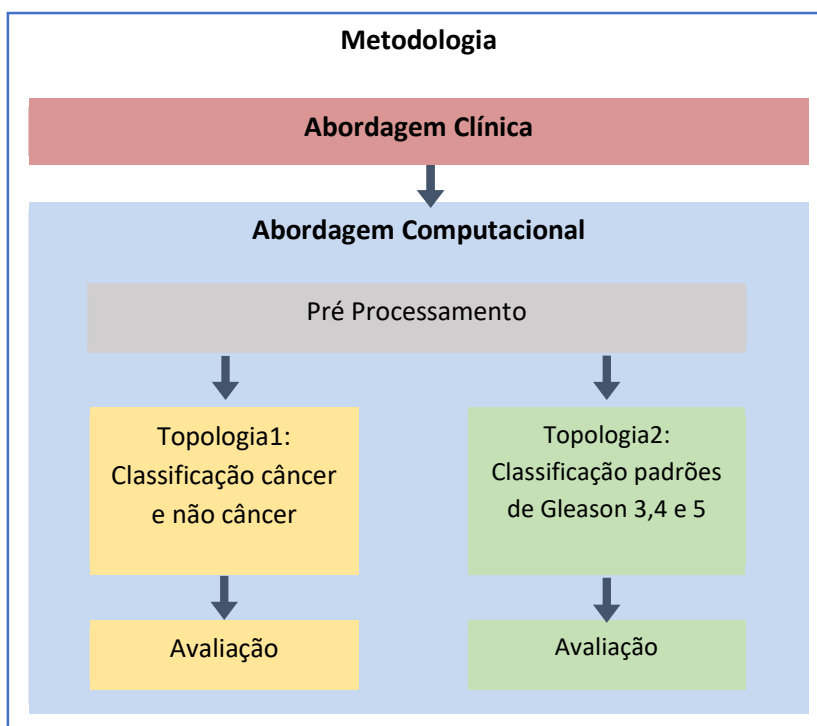 Metodologia
Abordagem Clínica
Abordagem Computacional
Pré Processamento
Topologia1:
Classificação câncer
e não câncer
Topologia2:
Classificação padrões
de Gleason 3,4 e 5
Avaliação
Avaliação